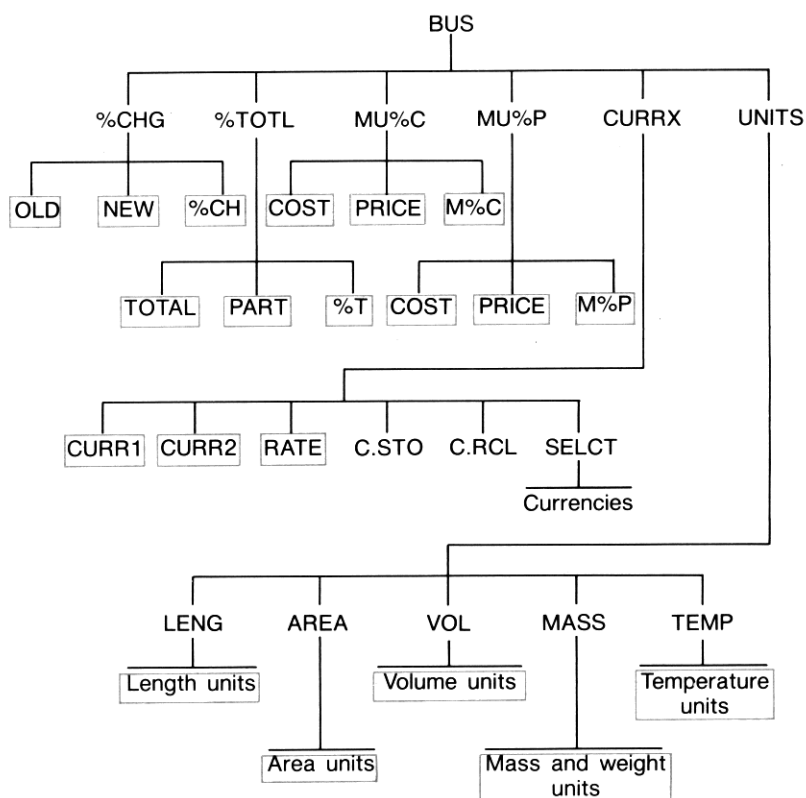 BUS
%CHG %TOTL MU%C MU%P CURRX UNITS
OLD NEW %CH COST PRICE M%C
TOTAL PART %T COST PRICE M%P
CURR1 CURR2 RATE C.STO C.RCL SELCT
Currencies
LENG AREA VOL MASS TEMP
Length units Volume units Temperature
units
Area units Mass and weight
units